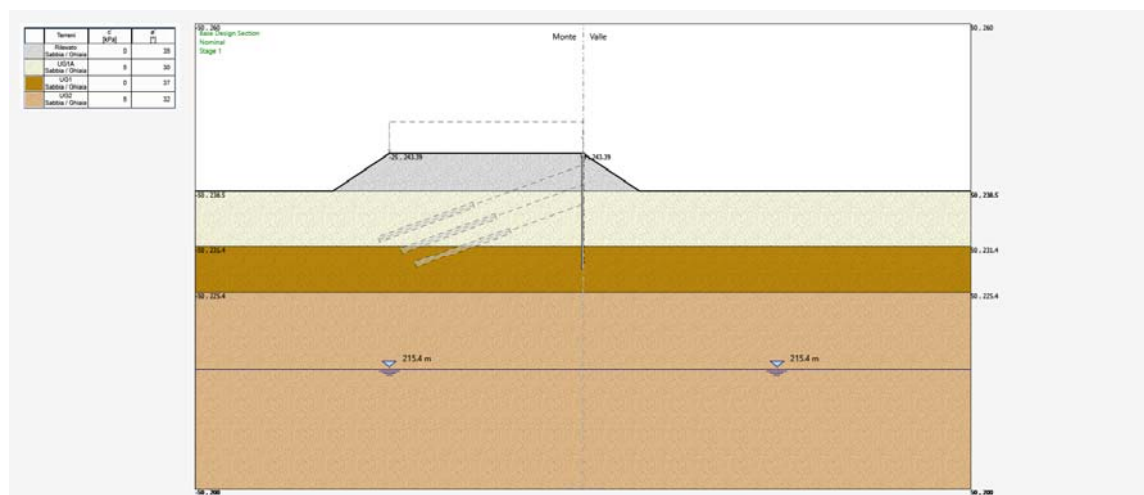 Terreni c' [kPa] ø' [°]
Rilevato
Sabbia / Ghiaia 0 35
UG1A
Sabbia / Ghiaia 5 30
UG1
Sabbia / Ghiaia 0 37
UG2
Sabbia / Ghiaia 5 32
-50 , 260
50 , 260
Base Design Section
Nominal
Stage 1
Monte Valle
-25 , 243.39
243.39
-50 , 238.5
50 , 238.5
-50 , 231.4
50 , 231.4
-50 , 225.4
50 , 225.4
215.4 m
215.4 m
-50 , 200
50 , 200